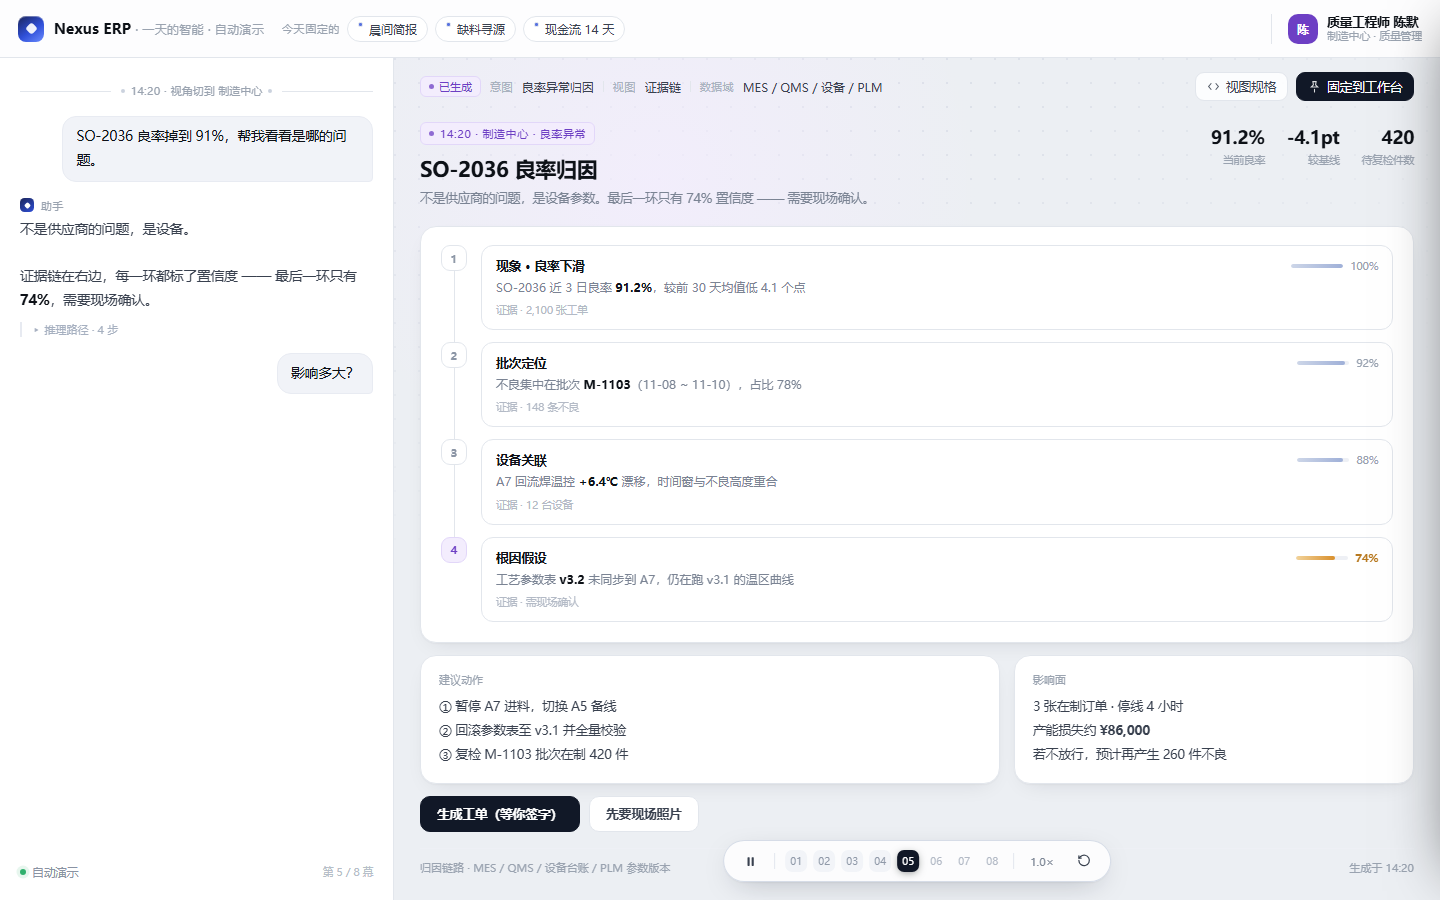 Nexus ERP · 一天的智能 · 自动演示
今天固定的
晨间简报
缺料寻源
现金流 14 天
陈
质量工程师 陈默
制造中心 · 质量管理
14:20 · 视角切到 制造中心
SO-2036 良率掉到 91%，帮我看看是哪的问
题。
助手
不是供应商的问题，是设备。
证据链在右边，每一环都标了置信度 —— 最后一环只有
74%，需要现场确认。
推理路径 · 4 步
影响多大？
自动演示
第 5 / 8 幕
已生成
意图 良率异常归因
视图 证据链
数据域 MES / QMS / 设备 / PLM
视图规格
固定到工作台
14:20 · 制造中心 · 良率异常
SO-2036 良率归因
不是供应商的问题，是设备参数。最后一环只有 74% 置信度 —— 需要现场确认。
91.2%
当前良率
-4.1pt
较基线
420
待复检件数
1
现象 • 良率下滑
100%
SO-2036 近 3 日良率 91.2%，较前 30 天均值低 4.1 个点
证据 · 2,100 张工单
2
批次定位
92%
不良集中在批次 M-1103（11-08 ~ 11-10），占比 78%
证据 · 148 条不良
3
设备关联
88%
A7 回流焊温控 +6.4℃ 漂移，时间窗与不良高度重合
证据 · 12 台设备
4
根因假设
74%
工艺参数表 v3.2 未同步到 A7，仍在跑 v3.1 的温区曲线
证据 · 需现场确认
建议动作
① 暂停 A7 进料，切换 A5 备线
② 回滚参数表至 v3.1 并全量校验
③ 复检 M-1103 批次在制 420 件
影响面
3 张在制订单 · 停线 4 小时
产能损失约 ¥86,000
若不放行，预计再产生 260 件不良
生成工单（等你签字）
先要现场照片
归因链路 · MES / QMS / 设备台账 / PLM 参数版本
01 02 03 04 05 06 07 08
1.0×
生成于 14:20